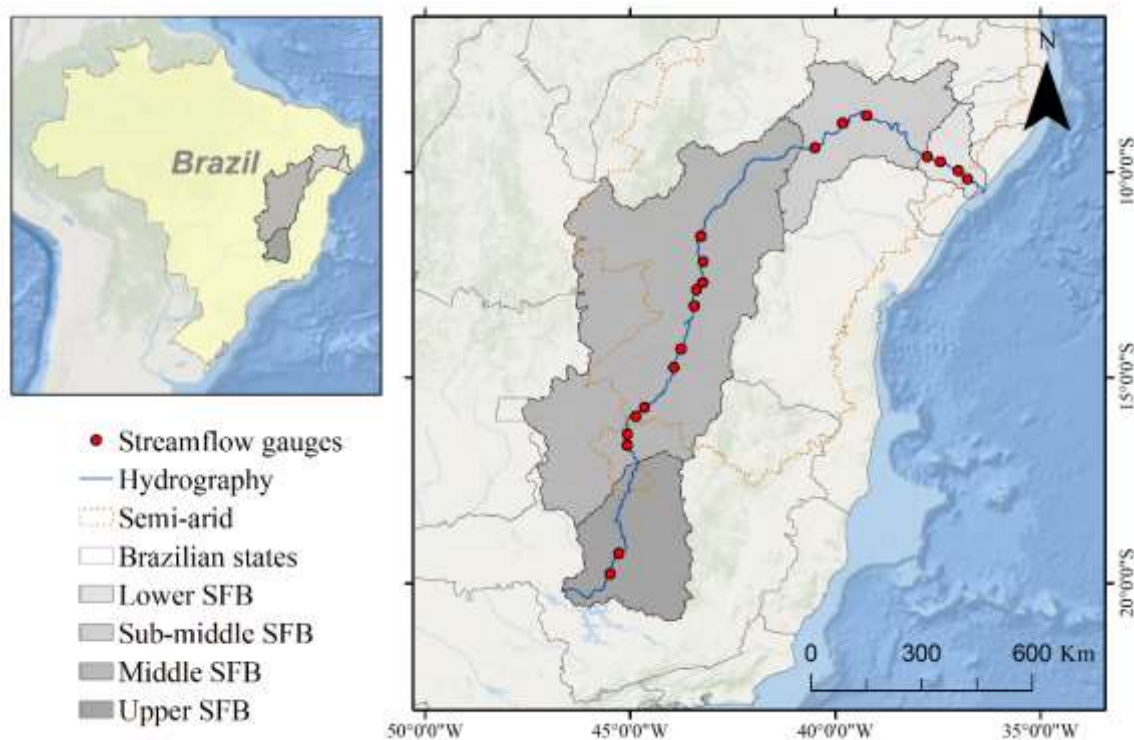 Brazil
Streamflow gauges
Hydrography
Semi-arid
Brazilian states
Lower SFB
Sub-middle SFB
Middle SFB
Upper SFB
N
10°0'0"S
15°0'0"S
20°0'0"S
0 300 600 Km
50°0'0"W 45°0'0"W 40°0'0"W 35°0'0"W